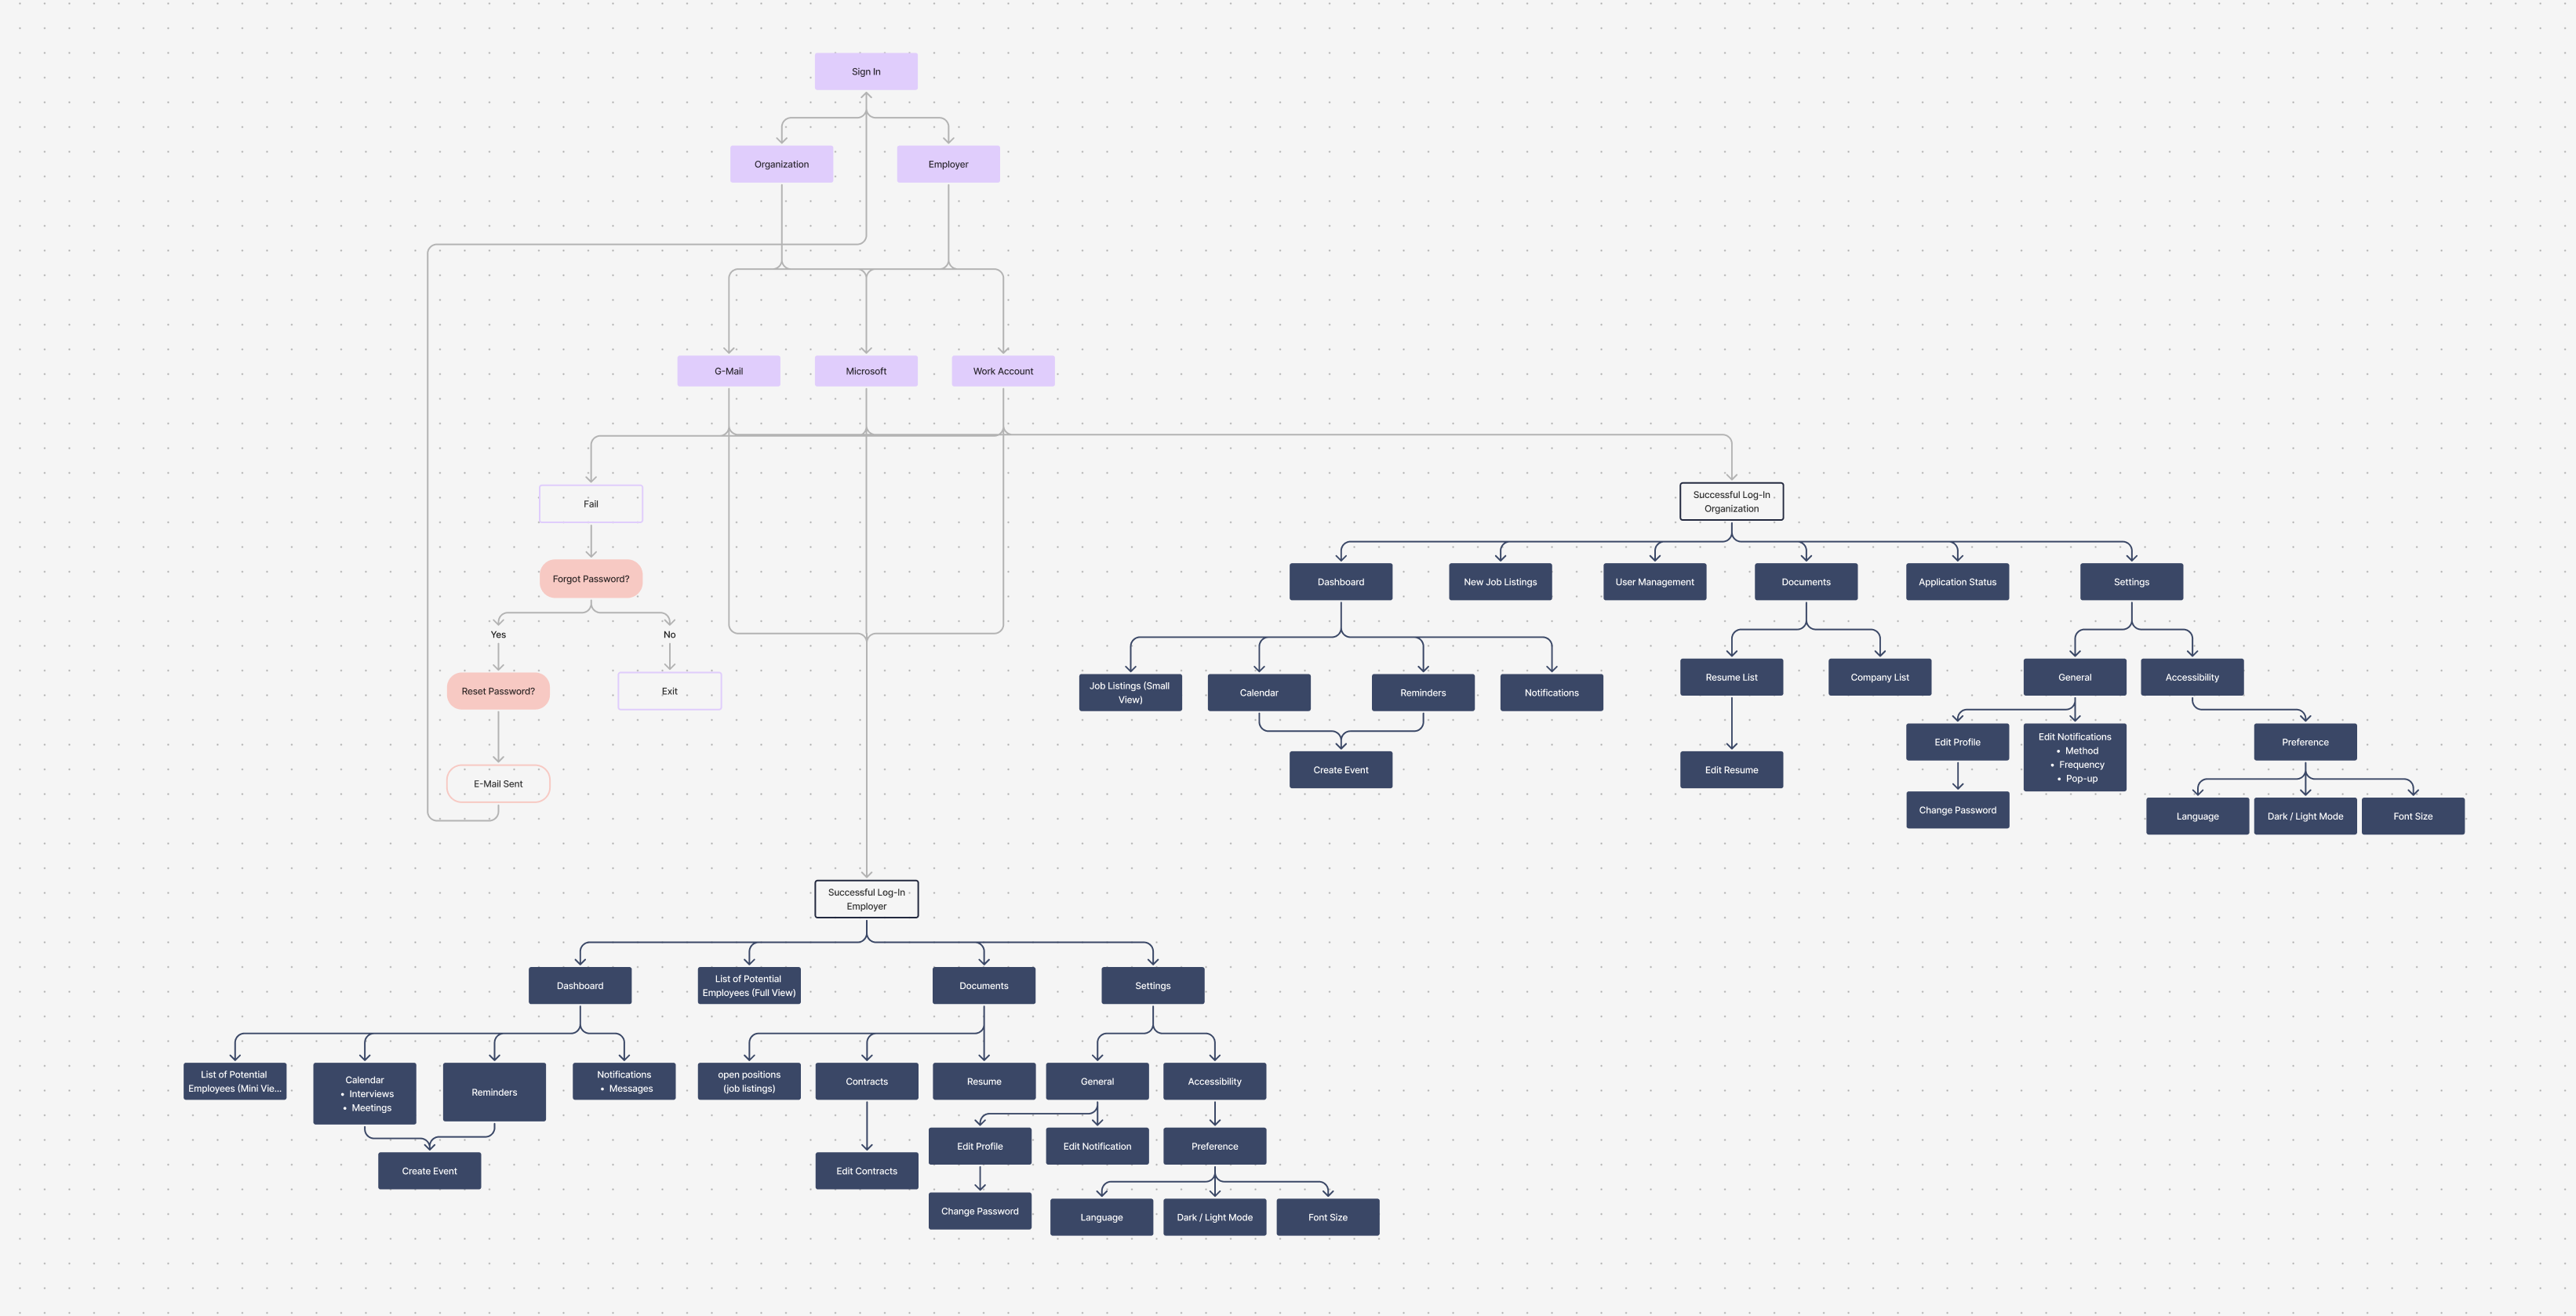 Sign In
Organization
Employer
G-Mail
Microsoft
Work Account
Fail
Forgot Password?
Yes
No
Reset Password?
Exit
E-Mail Sent
Successful Log-In
Organization
Dashboard
New Job Listings
User Management
Documents
Application Status
Settings
Job Listings (Small
View)
Calendar
Reminders
Notifications
Create Event
Resume List
Company List
Edit Resume
General
Accessibility
Edit Profile
Edit Notifications
• Method
• Frequency
• Pop-up
Preference
Change Password
Language
Dark / Light Mode
Font Size
Successful Log-In
Employer
Dashboard
List of Potential
Employees (Full View)
Documents
Settings
List of Potential
Employees (Mini Vie...
Calendar
• Interviews
• Meetings
Reminders
Notifications
• Messages
Create Event
open positions
(job listings)
Contracts
Resume
Edit Contracts
General
Accessibility
Edit Profile
Edit Notification
Preference
Change Password
Language
Dark / Light Mode
Font Size